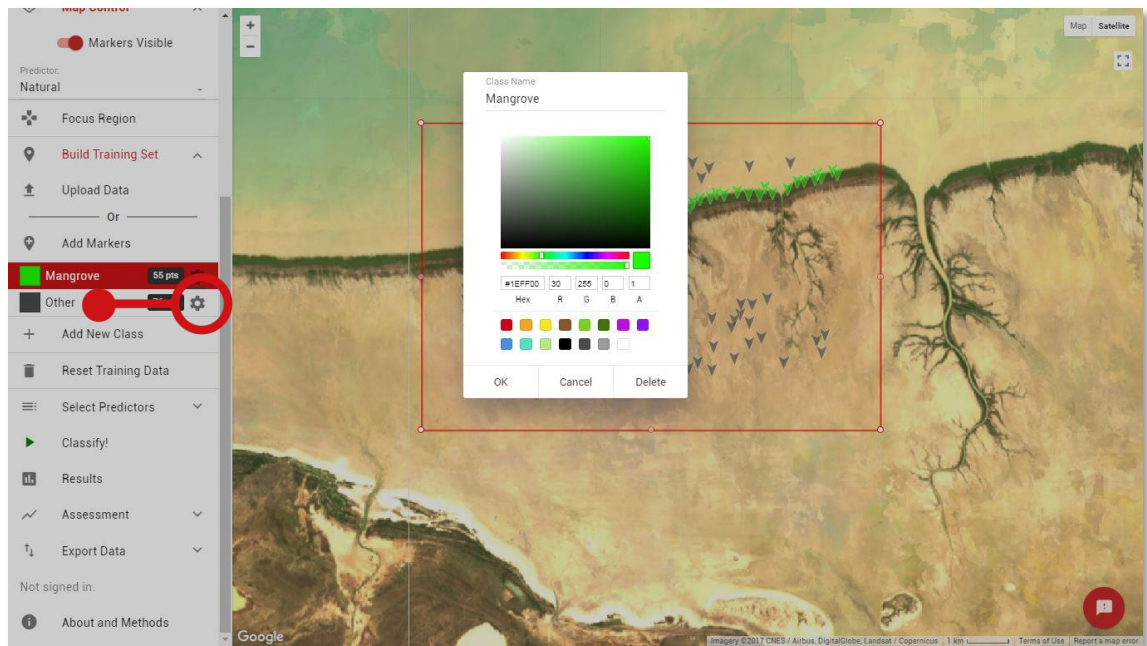 Map Control
Markers Visible
Predictor:
Natural
Focus Region
Build Training Set
Upload Data
Or
Add Markers
Mangrove 55 pts
Other
Add New Class
Reset Training Data
Select Predictors
Classify!
Results
Assessment
Export Data
Not signed in.
About and Methods
+
-
Map Satellite
Class Name
Mangrove
#1EFF00 30 255 0 1
Hex R G B A
OK Cancel Delete
Google
Imagery ©2017 CNES / Airbus, DigitalGlobe, Landsat / Copernicus 1 km Terms of Use Report a map error